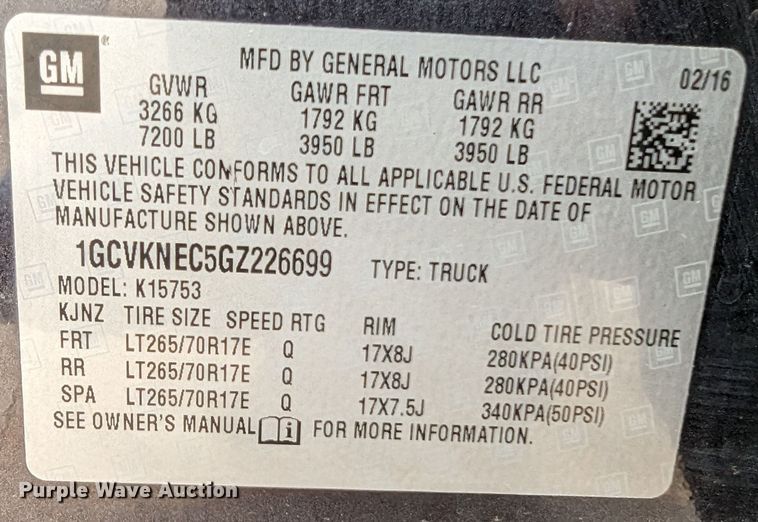 GM ®
MFD BY GENERAL MOTORS LLC
02/16
GVWR GAWR FRT GAWR RR
3266 KG 1792 KG 1792 KG
7200 LB 3950 LB 3950 LB
THIS VEHICLE CONFORMS TO ALL APPLICABLE U.S. FEDERAL MOTOR
VEHICLE SAFETY STANDARDS IN EFFECT ON THE DATE OF
MANUFACTURE SHOWN ABOVE.
1GCVKNEC5GZ226699 TYPE: TRUCK
MODEL: K15753
KJNZ TIRE SIZE SPEED RTG RIM COLD TIRE PRESSURE
FRT LT265/70R17E Q 17X8J 280KPA(40PSI)
RR LT265/70R17E Q 17X8J 280KPA(40PSI)
SPA LT265/70R17E Q 17X7.5J 340KPA(50PSI)
SEE OWNER'S MANUAL i FOR MORE INFORMATION.
Purple Wave Auction